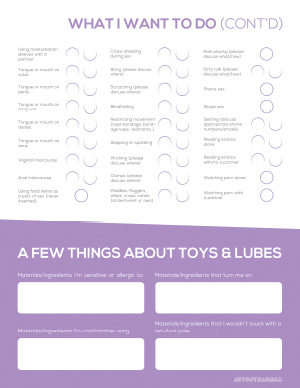 WHAT I WANT TO DO (CONT'D)
Using masturbation
sleeves with a
partner
Tongue or mouth on
vulva
Tongue or mouth on
penis
Tongue or mouth on
Tongue or mouth on
testes
Tongue or mouth on
anus
Vaginal intercourse
Anal intercourse
Using food items as
a part of sex (never
inserted)
Cross-dressing
during sex
Biting (please discuss
where)
Scratching (please
discuss where)
Blindfolding
Restricting movement
(rope bondage, band-
age tape, restraints...)
Slapping or spanking
Pinching (please
discuss where)
Clamps (please
discuss where)
Paddles, floggers,
whips, crops, canes
(circle/react or own)
Role playing (please
discuss what/how)
Dirty talk (please
discuss what/how)
Phone sex
Skype sex
Sexting (discuss
appropriate phone
numbers/emails)
Reading erotica
alone
Reading erotica
with/to a partner
Watching porn alone
Watching porn with
a partner
A FEW THINGS ABOUT TOYS & LUBES
Materials/ingredients I'm sensitive or allergic to:
Materials/ingredients that turn me on:
Materials/ingredients I'm comfortable using:
Materials/ingredients that I wouldn't touch with a
ten-foot pole: